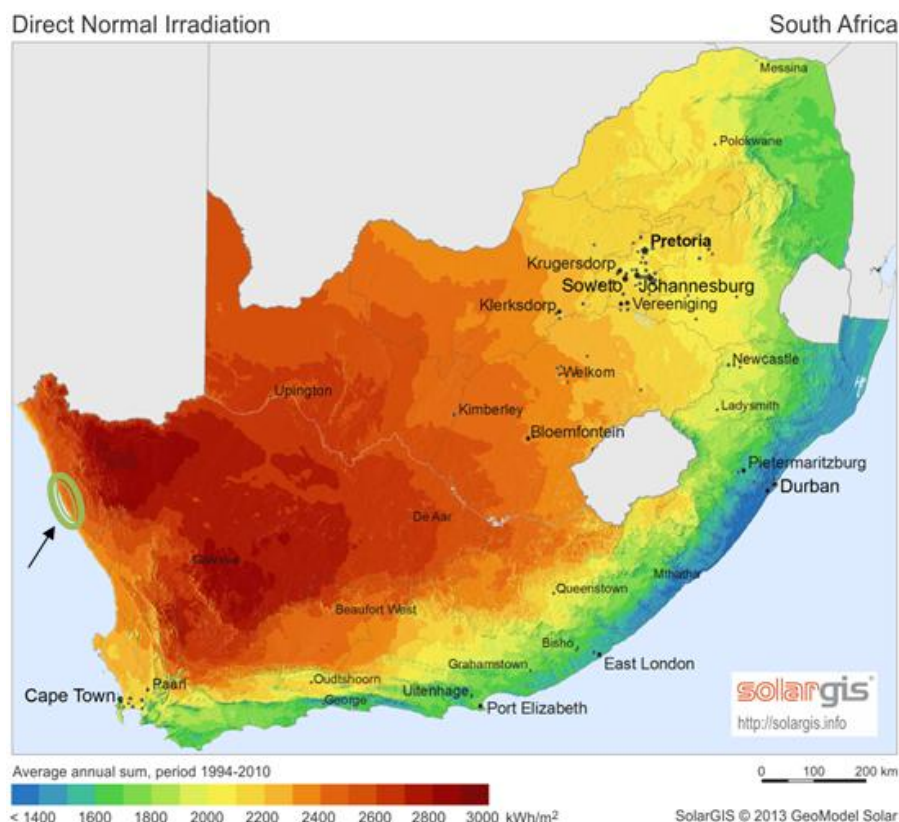 Direct Normal Irradiation
South Africa
Messina
Polokwane
Pretoria
Krugersdorp
Soweto
Johannesburg
Klerksdorp
Vereeniging
Newcastle
Welkom
Upington
Ladysmith
Kimberley
Bloemfontein
Pietermaritzburg
Durban
De Aar
Mthatha
Queenstown
Beaufort West
Bisho
East London
Grahamstown
Oudtshoorn
Paarl
Cape Town
Uitenhage
George
Port Elizabeth
solargis
http://solargis.info
Average annual sum, period 1994-2010
0 100 200 km
< 1400 1600 1800 2000 2200 2400 2600 2800 3000 kWh/m²
SolarGIS © 2013 GeoModel Solar